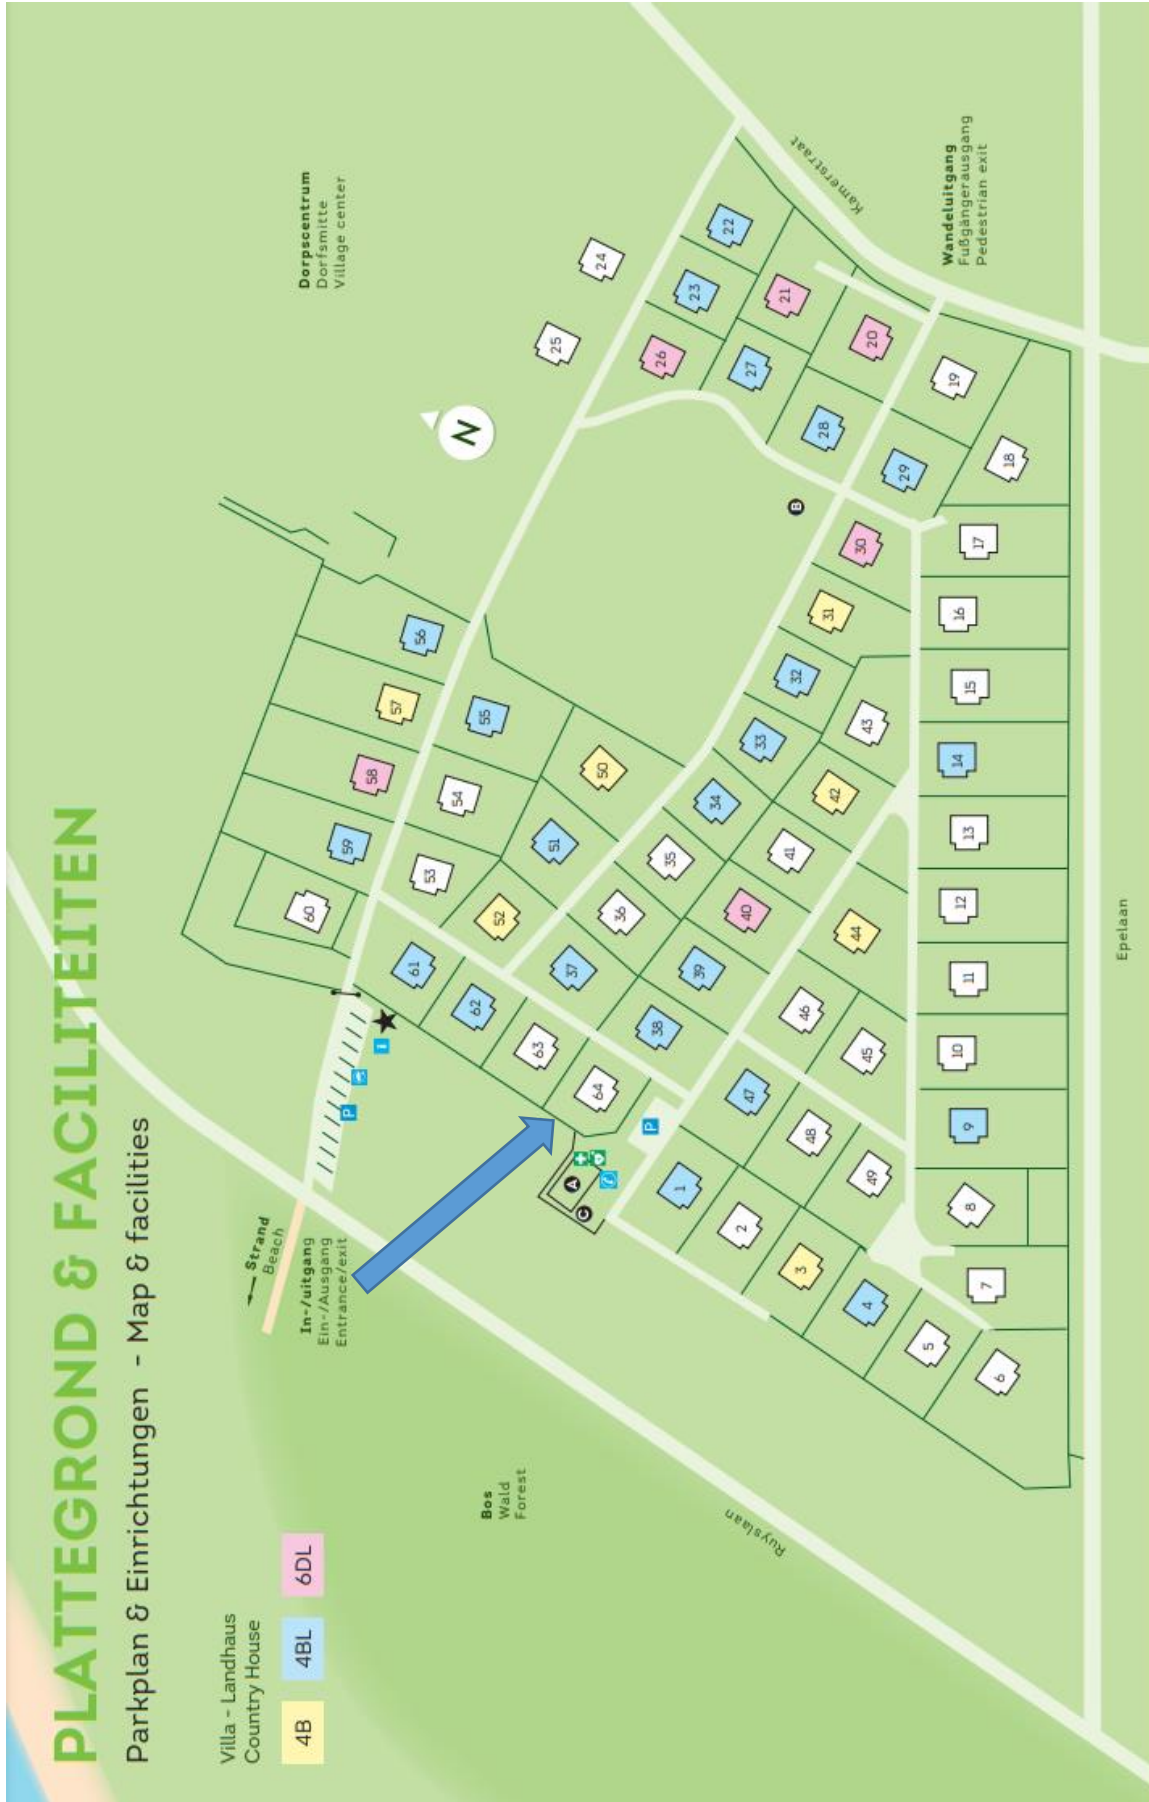 PLATTEGROND & FACILITEITEN
Parkplan & Einrichtungen - Map & facilities
Villa - Landhaus
Country House
4B
4BL
6DL
Strand
Beach
In-/uitgang
Ein-/Ausgang
Entrance/exit
Dorpscentrum
Dorfsmitte
Village center
Bos
Wald
Forest
Ruyslaan
Kamerstraat
Wandeluitgang
Fußgängerausgang
Pedestrian exit
Epelaan
N
P
i
P
i
A
B
C
1
2
3
4
5
6
7
8
9
10
11
12
13
14
15
16
17
18
19
20
21
22
23
24
25
26
27
28
29
30
31
32
33
34
35
36
37
38
39
40
41
42
43
44
45
46
47
48
49
50
51
52
53
54
55
56
57
58
59
60
61
62
63
64